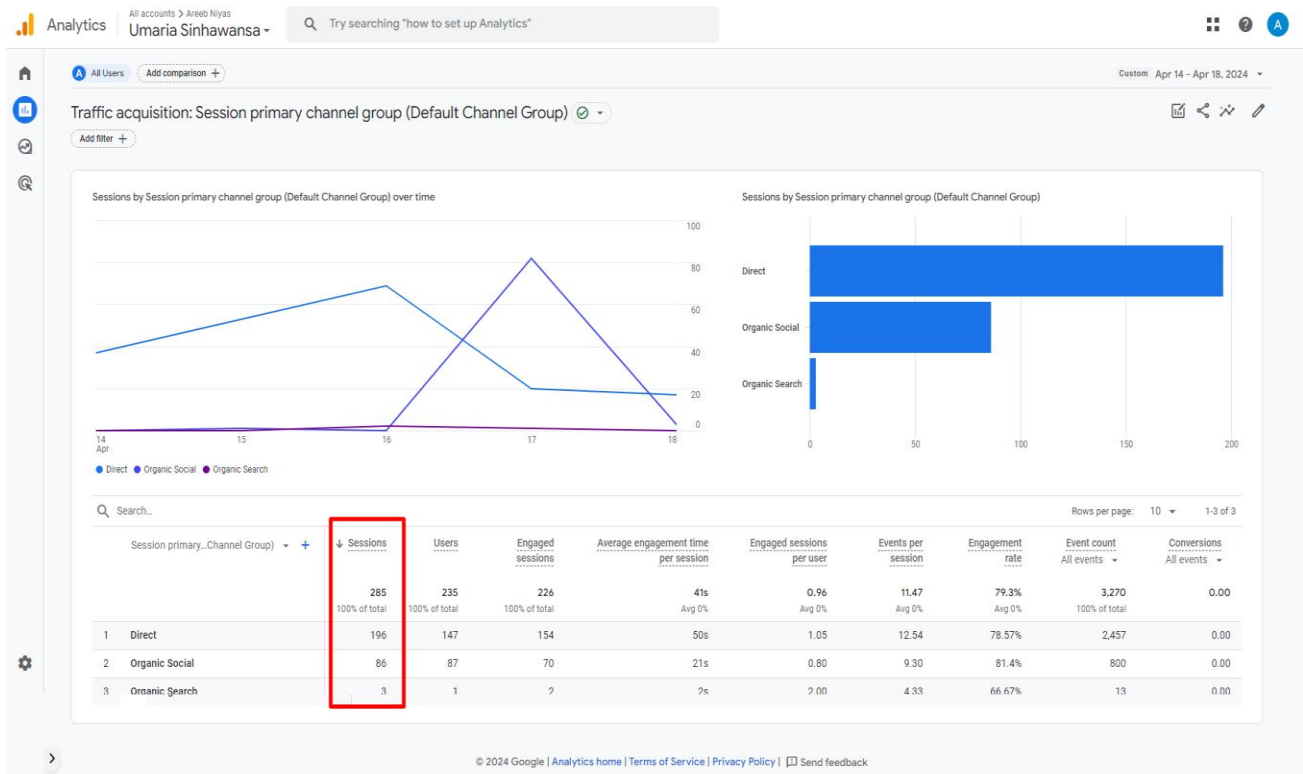 All accounts > Areeb Niyas
Analytics
Umaria Sinhawansa
Try searching "how to set up Analytics"
A
A All Users
Add comparison +
Custom Apr 14 - Apr 18, 2024
Traffic acquisition: Session primary channel group (Default Channel Group)
Add filter +
Sessions by Session primary channel group (Default Channel Group) over time
100
80
60
40
20
0
14 Apr
15
16
17
18
Direct Organic Social Organic Search
Sessions by Session primary channel group (Default Channel Group)
Direct
Organic Social
Organic Search
0 50 100 150 200
Search...
Rows per page: 10 1-3 of 3
Session primary...Channel Group) +
↓ Sessions
Users
Engaged sessions
Average engagement time per session
Engaged sessions per user
Events per session
Engagement rate
Event count All events
Conversions All events
285 235 226 41s 0.96 11.47 79.3% 3,270 0.00
100% of total 100% of total 100% of total Avg 0% Avg 0% Avg 0% Avg 0% 100% of total
1 Direct 196 147 154 50s 1.05 12.54 78.57% 2,457 0.00
2 Organic Social 86 87 70 21s 0.80 9.30 81.4% 800 0.00
3 Organic Search 3 1 2 2s 2.00 4.33 66.67% 13 0.00
© 2024 Google | Analytics home | Terms of Service | Privacy Policy | Send feedback